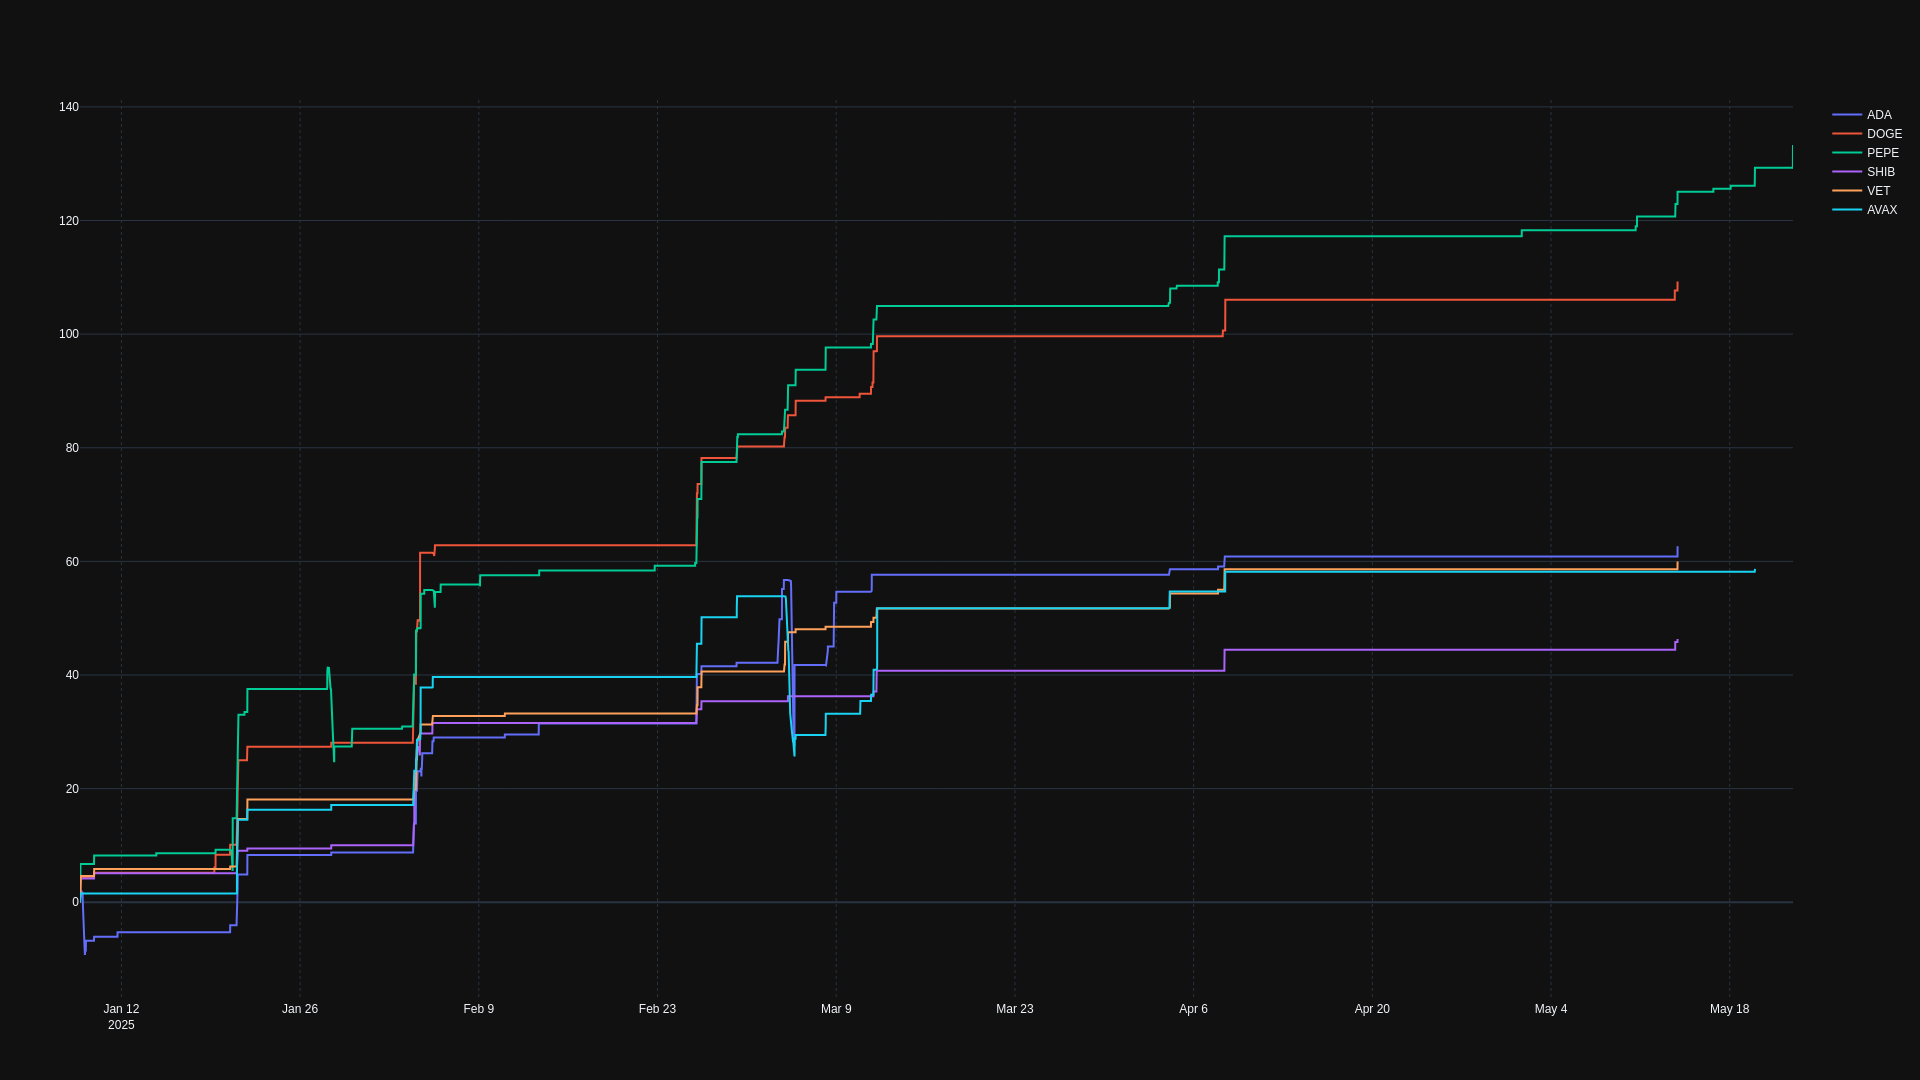 140
120
100
80
60
40
20
0
Jan 12
2025
Jan 26
Feb 9
Feb 23
Mar 9
Mar 23
Apr 6
Apr 20
May 4
May 18
ADA
DOGE
PEPE
SHIB
VET
AVAX